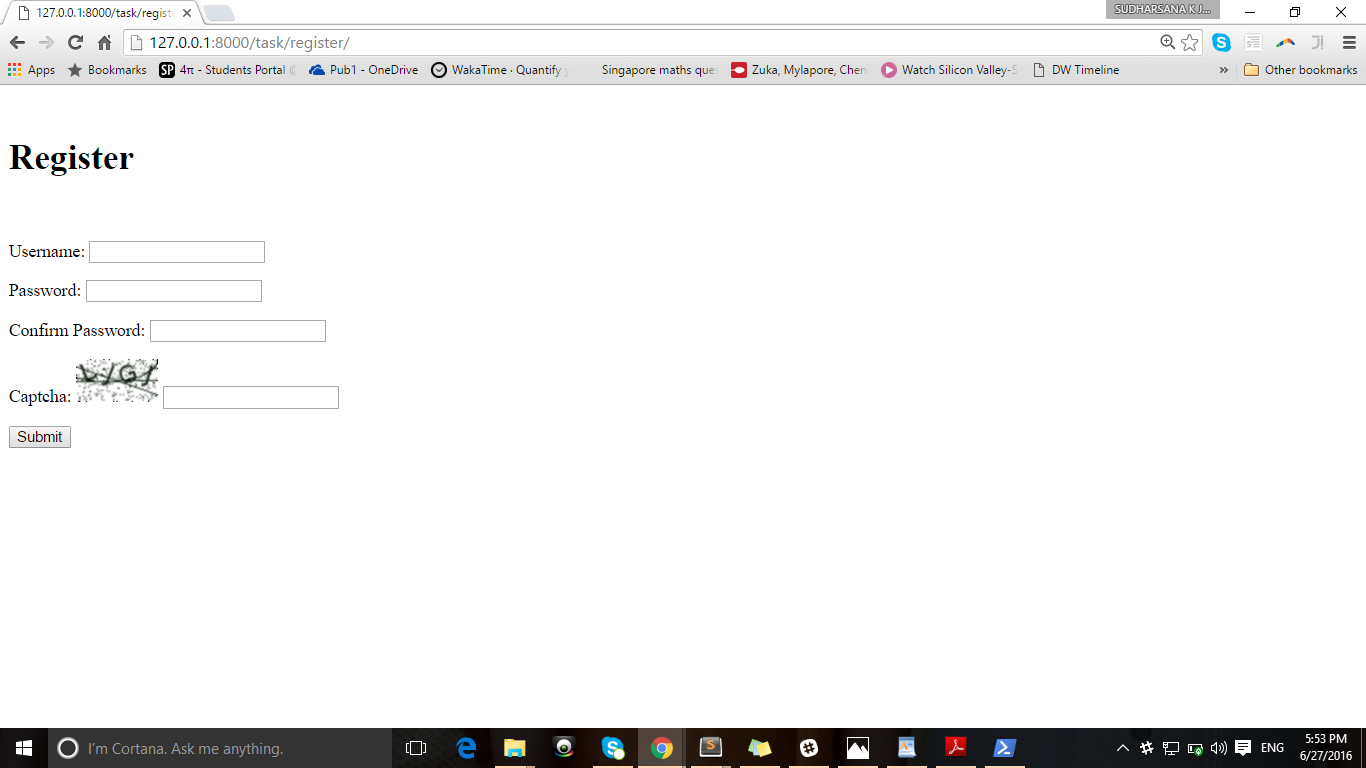 127.0.0.1:8000/task/regist
SUDHARSANA K J...
127.0.0.1:8000/task/register/
Apps Bookmarks SP 4π - Students Portal Pub1 - OneDrive WakaTime · Quantify Singapore maths que Zuka, Mylapore, Chen Watch Silicon Valley-S DW Timeline » Other bookmarks
Register
Username:
Password:
Confirm Password:
Captcha:
Submit
I'm Cortana. Ask me anything.
ENG
5:53 PM
6/27/2016